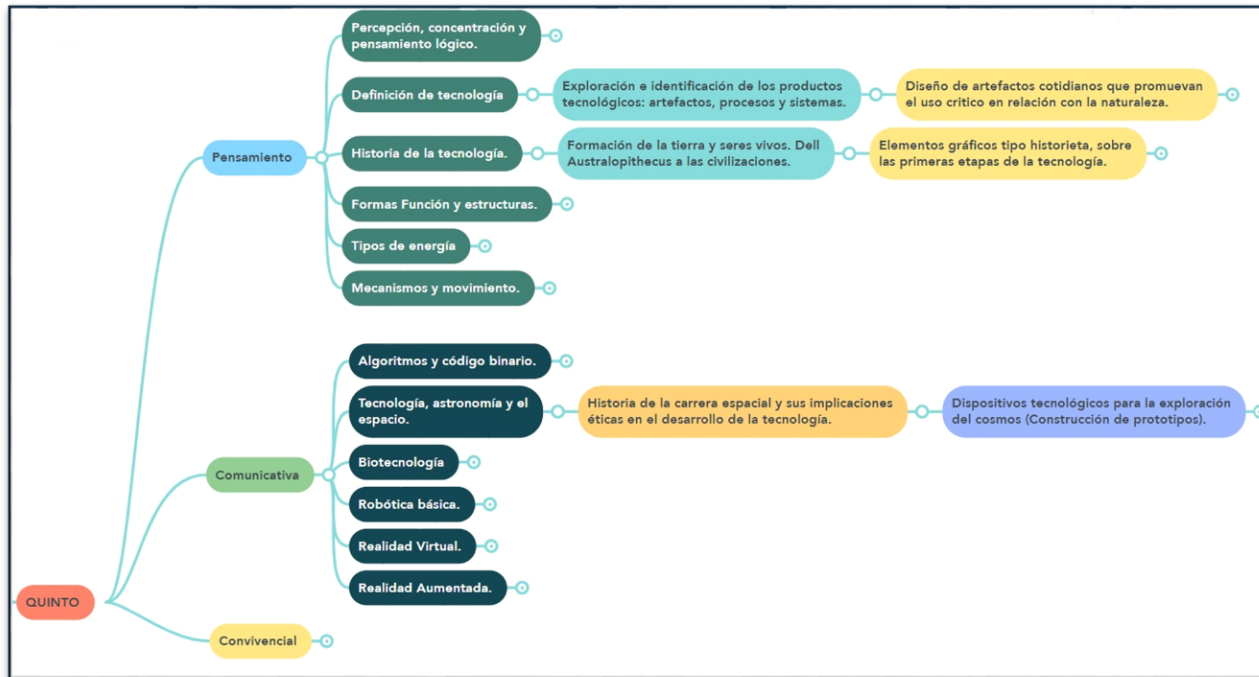 Percepción, concentración y
pensamiento lógico.
Definición de tecnología
Exploración e identificación de los productos
tecnológicos: artefactos, procesos y sistemas.
Diseño de artefactos cotidianos que promuevan
el uso critico en relación con la naturaleza.
Pensamiento
Historia de la tecnología.
Formación de la tierra y seres vivos. Dell
Australopithecus a las civilizaciones.
Elementos gráficos tipo historieta, sobre
las primeras etapas de la tecnología.
Formas Función y estructuras.
Tipos de energía
Mecanismos y movimiento.
Algoritmos y código binario.
Tecnología, astronomía y el
espacio.
Historia de la carrera espacial y sus implicaciones
éticas en el desarrollo de la tecnología.
Dispositivos tecnológicos para la exploración
del cosmos (Construcción de prototipos).
Comunicativa
Biotecnología
Robótica básica.
Realidad Virtual.
Realidad Aumentada.
QUINTO
Convivencial